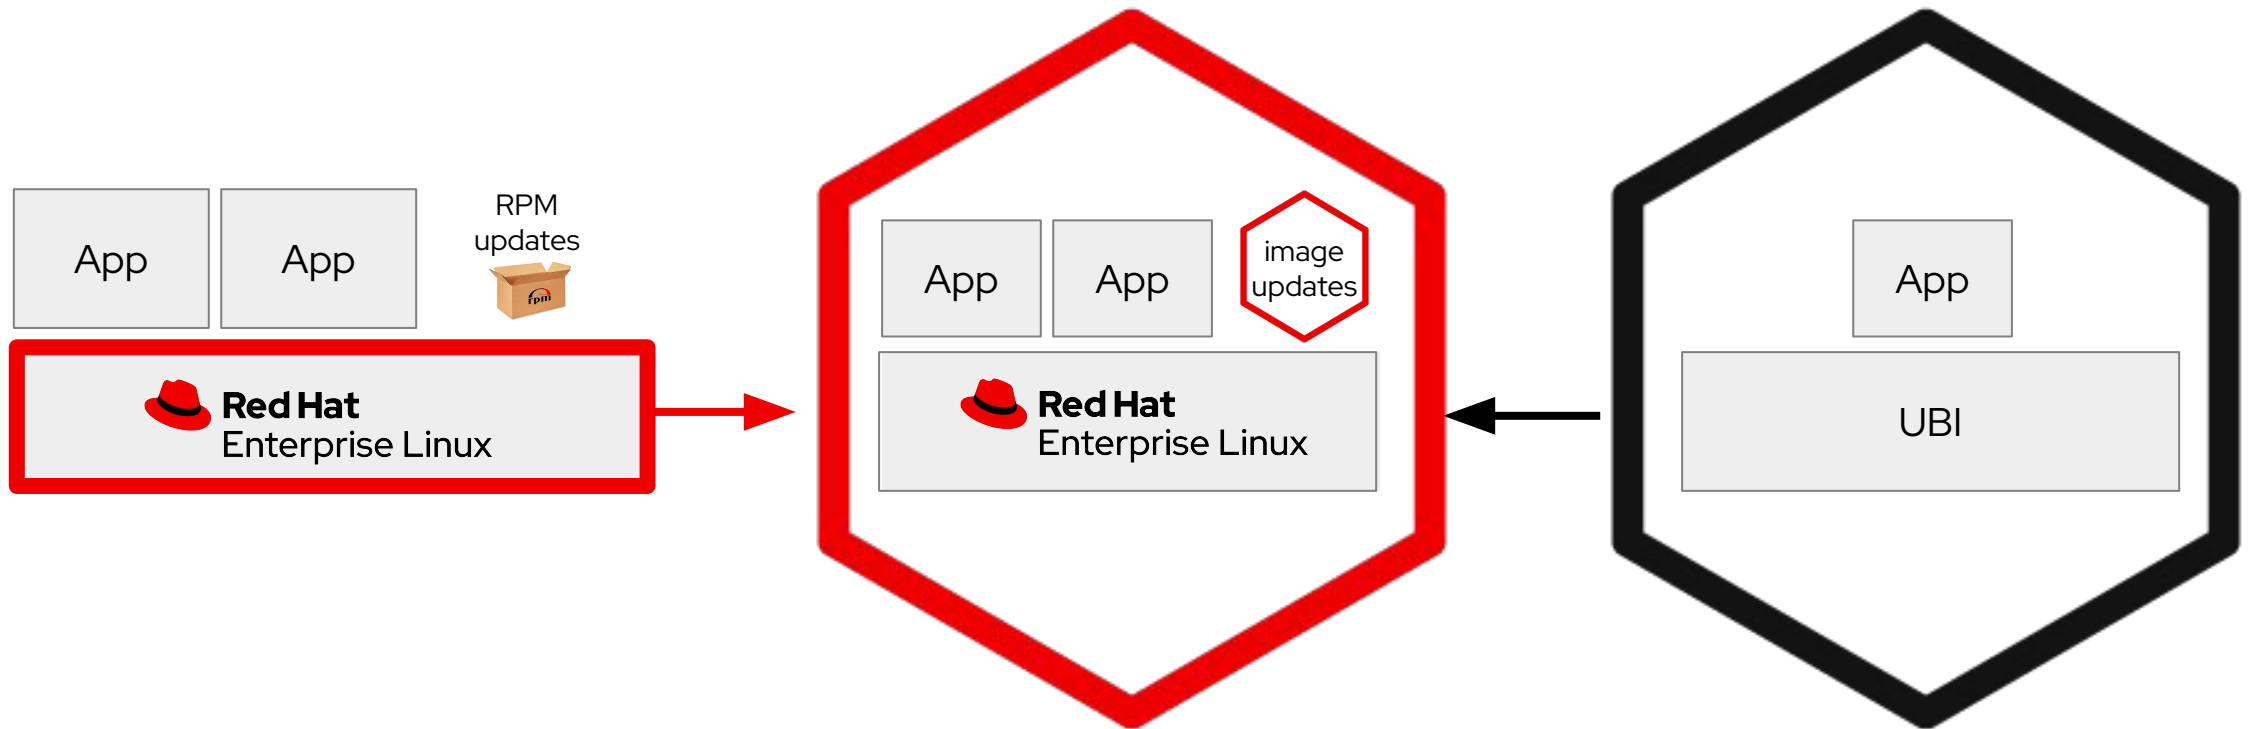 App
App
RPM
updates
rpm
Red Hat
Enterprise Linux
App
App
image
updates
Red Hat
Enterprise Linux
App
UBI